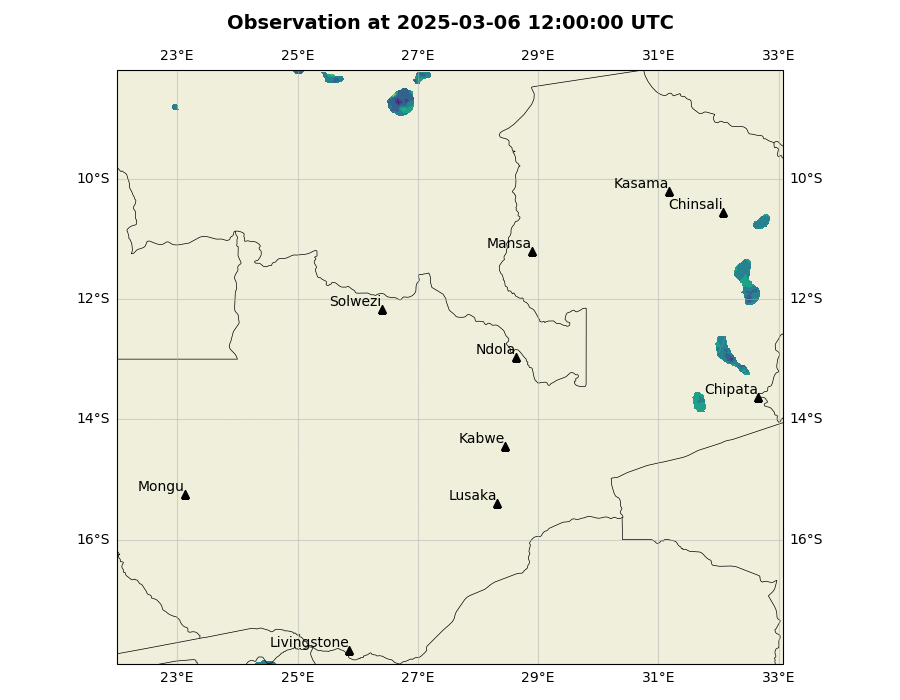 Observation at 2025-03-06 12:00:00 UTC
23°E 25°E 27°E 29°E 31°E 33°E
10°S 10°S
Kasama
Chinsali
Mansa
12°S 12°S
Solwezi
Ndola
Chipata
14°S 14°S
Kabwe
Mongu
Lusaka
16°S 16°S
Livingstone
23°E 25°E 27°E 29°E 31°E 33°E